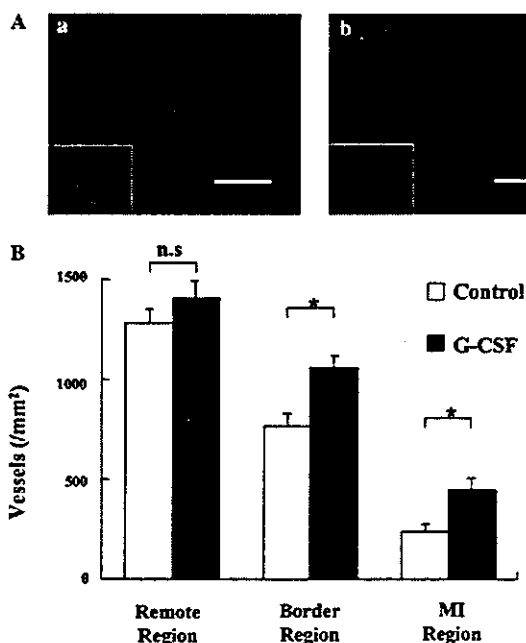 A
a
b
B
n.s
*
*
Control
G-CSF
Vessels (/mm²)
1500
1000
500
0
Remote Region
Border Region
MI Region